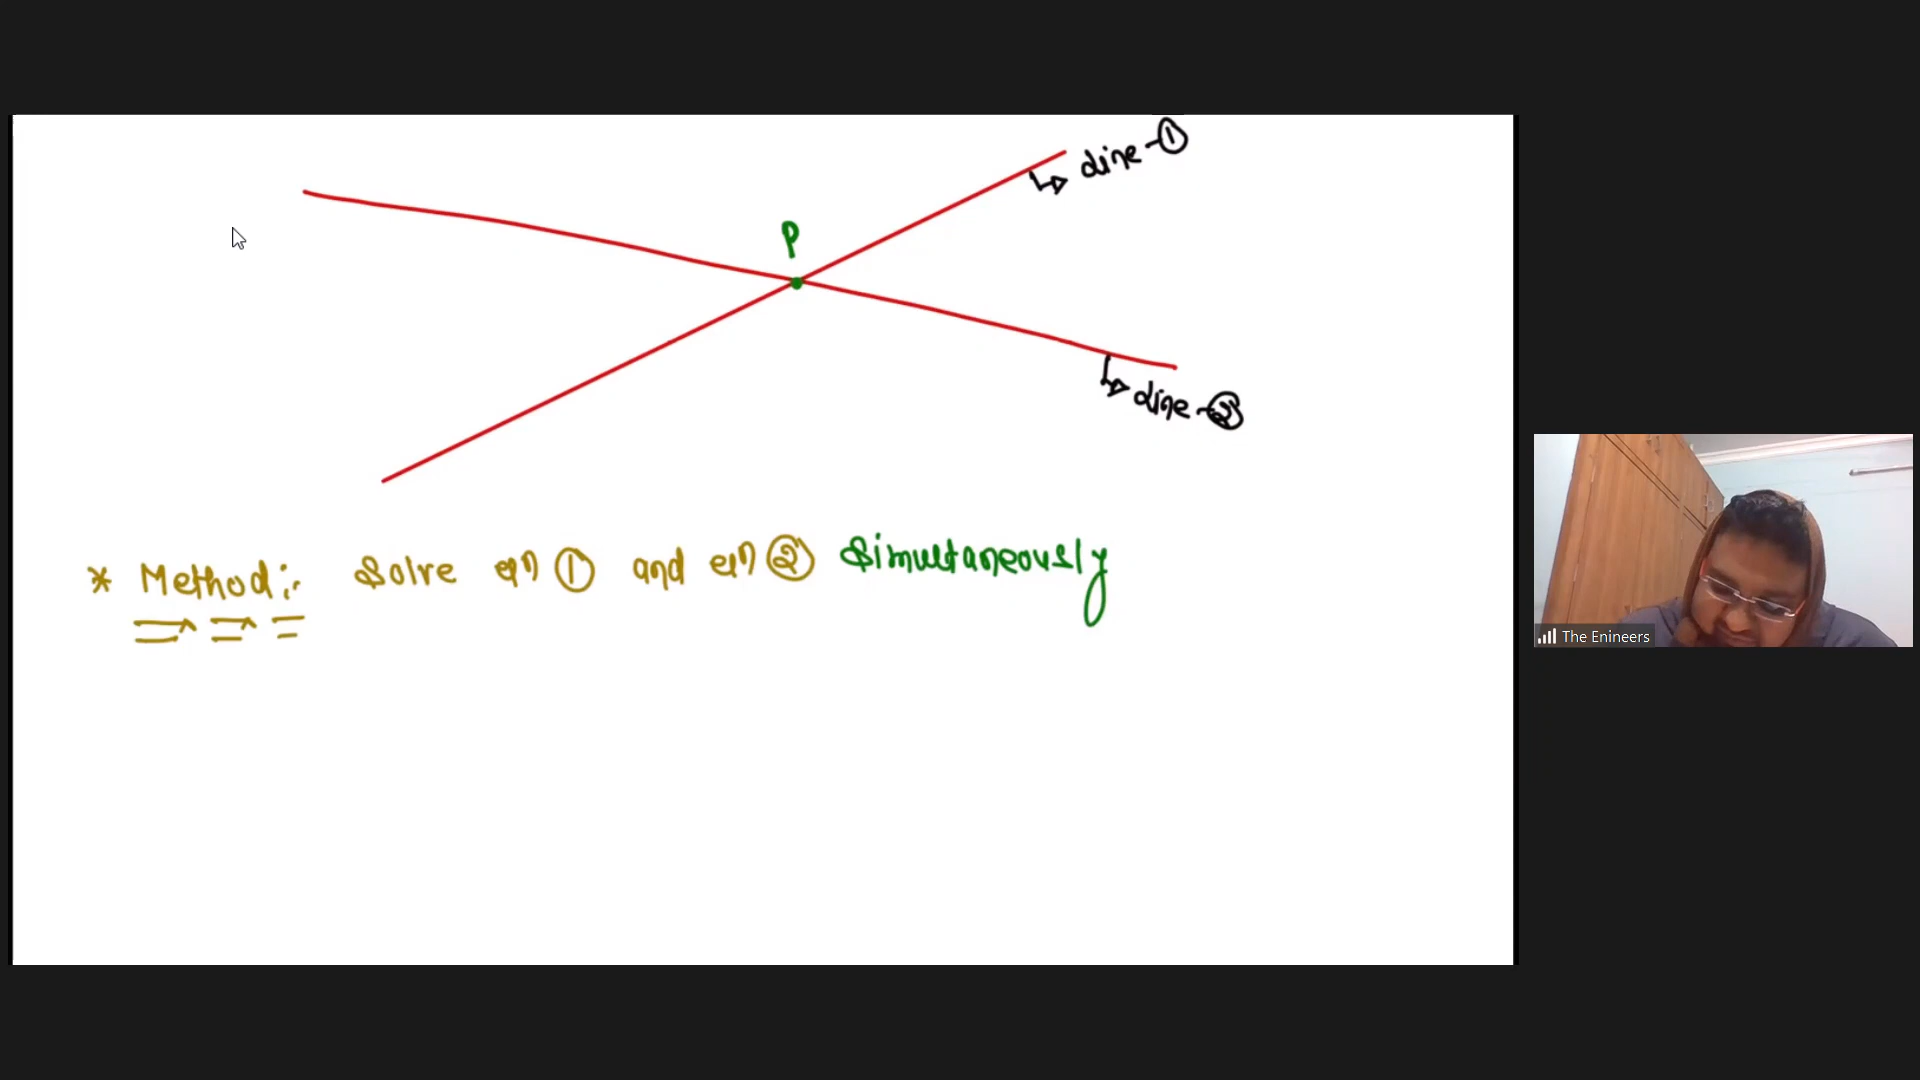 Line-①
P
Line-②
* Method:- Solve eqn ① and eqn ② Simultaneously
The Enineers